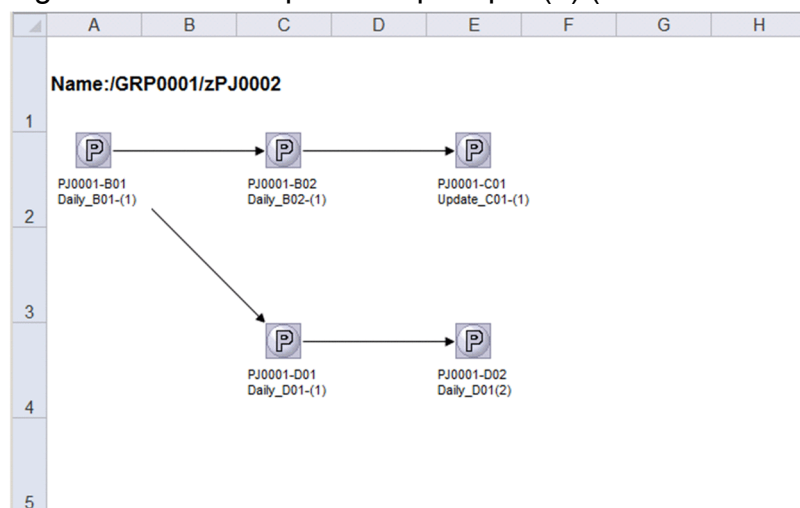 A B C D E F G H
Name:/GRP0001/zPJ0002
1
P P P
PJ0001-B01 PJ0001-B02 PJ0001-C01
Daily_B01-(1) Daily_B02-(1) Update_C01-(1)
2
3
P P
PJ0001-D01 PJ0001-D02
Daily_D01-(1) Daily_D01(2)
4
5